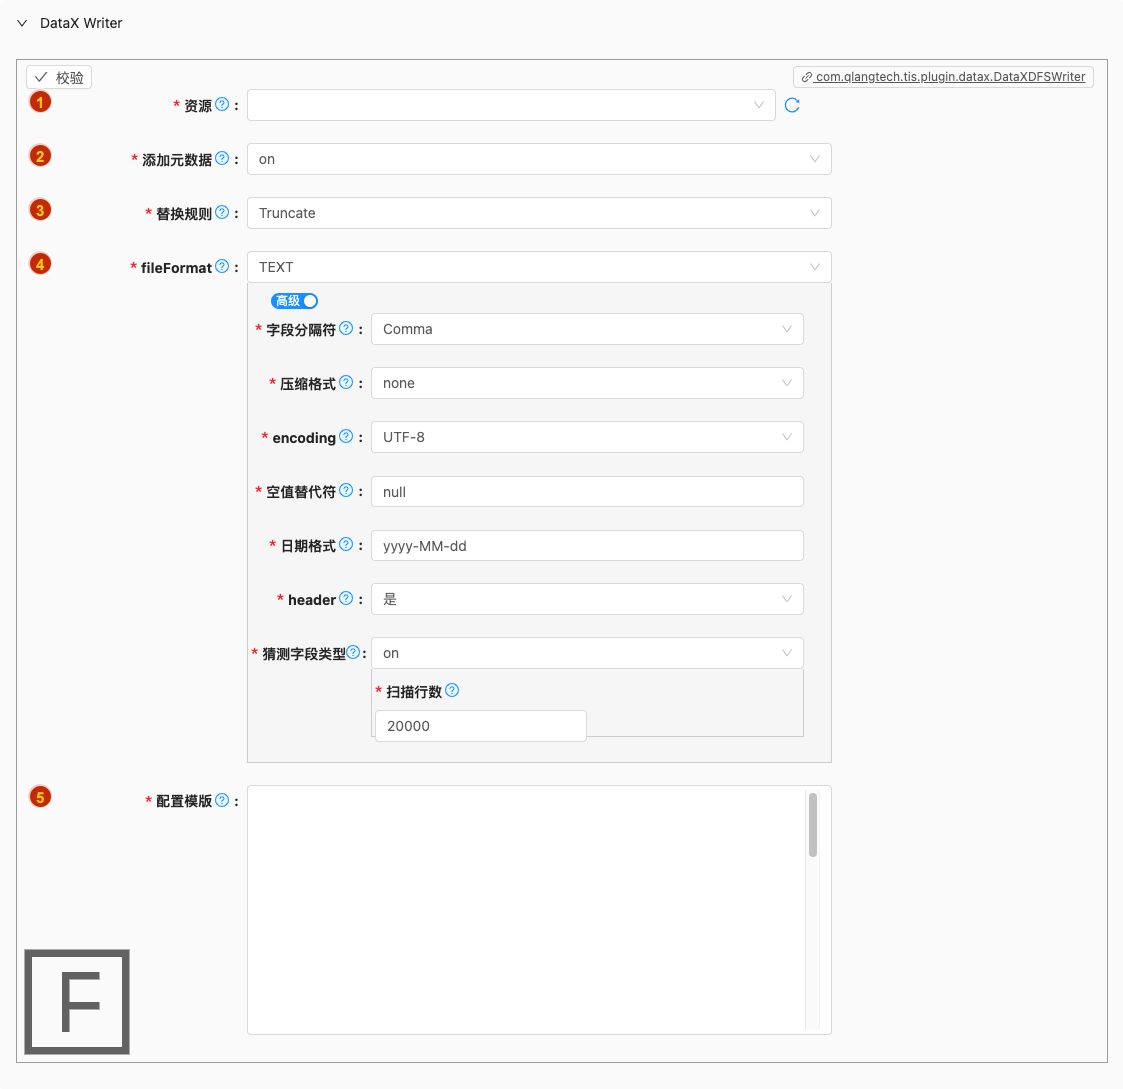 DataX Writer
校验
com.qlangtech.tis.plugin.datax.DataXDFSWriter
1 * 资源 ? :
2 * 添加元数据 ? : on
3 * 替换规则 ? : Truncate
4 * fileFormat ? : TEXT
高级
* 字段分隔符 ? : Comma
* 压缩格式 ? : none
* encoding ? : UTF-8
* 空值替代符 ? : null
* 日期格式 ? : yyyy-MM-dd
* header ? : 是
* 猜测字段类型 ? : on
* 扫描行数 ?
20000
5 * 配置模版 ? :
F